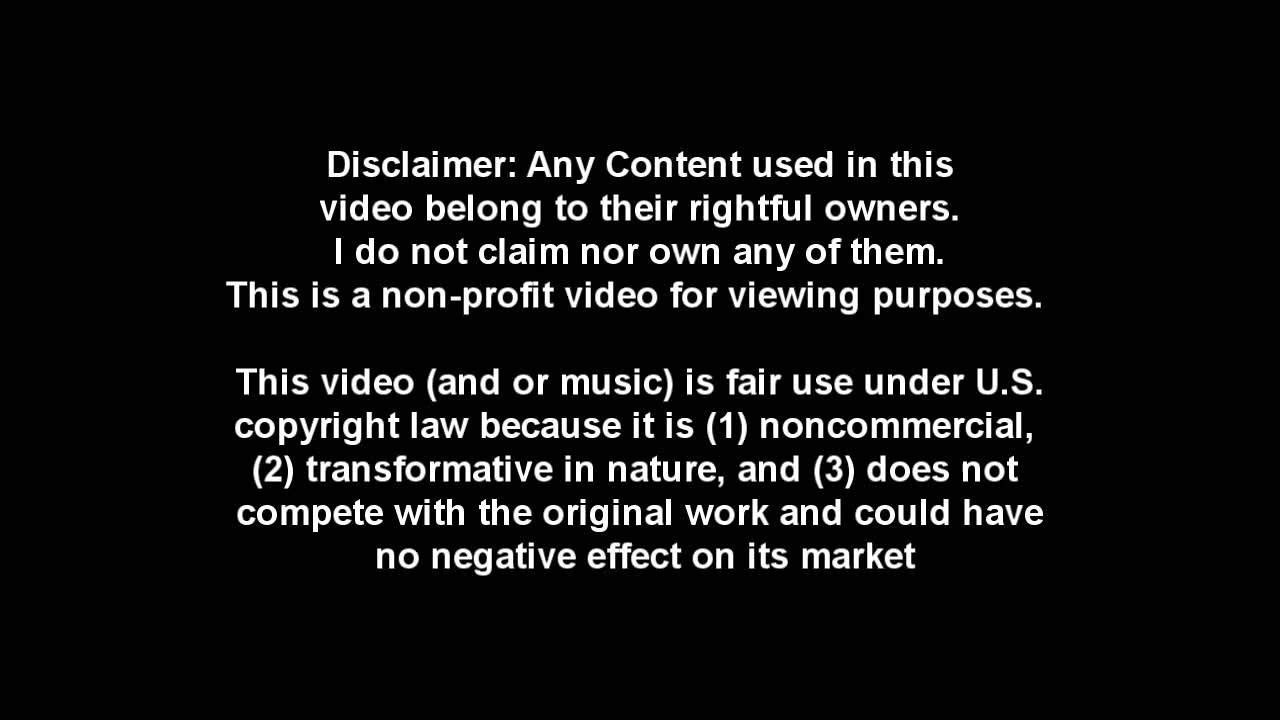 Disclaimer: Any Content used in this
video belong to their rightful owners.
I do not claim nor own any of them.
This is a non-profit video for viewing purposes.
This video (and or music) is fair use under U.S.
copyright law because it is (1) noncommercial,
(2) transformative in nature, and (3) does not
compete with the original work and could have
no negative effect on its market